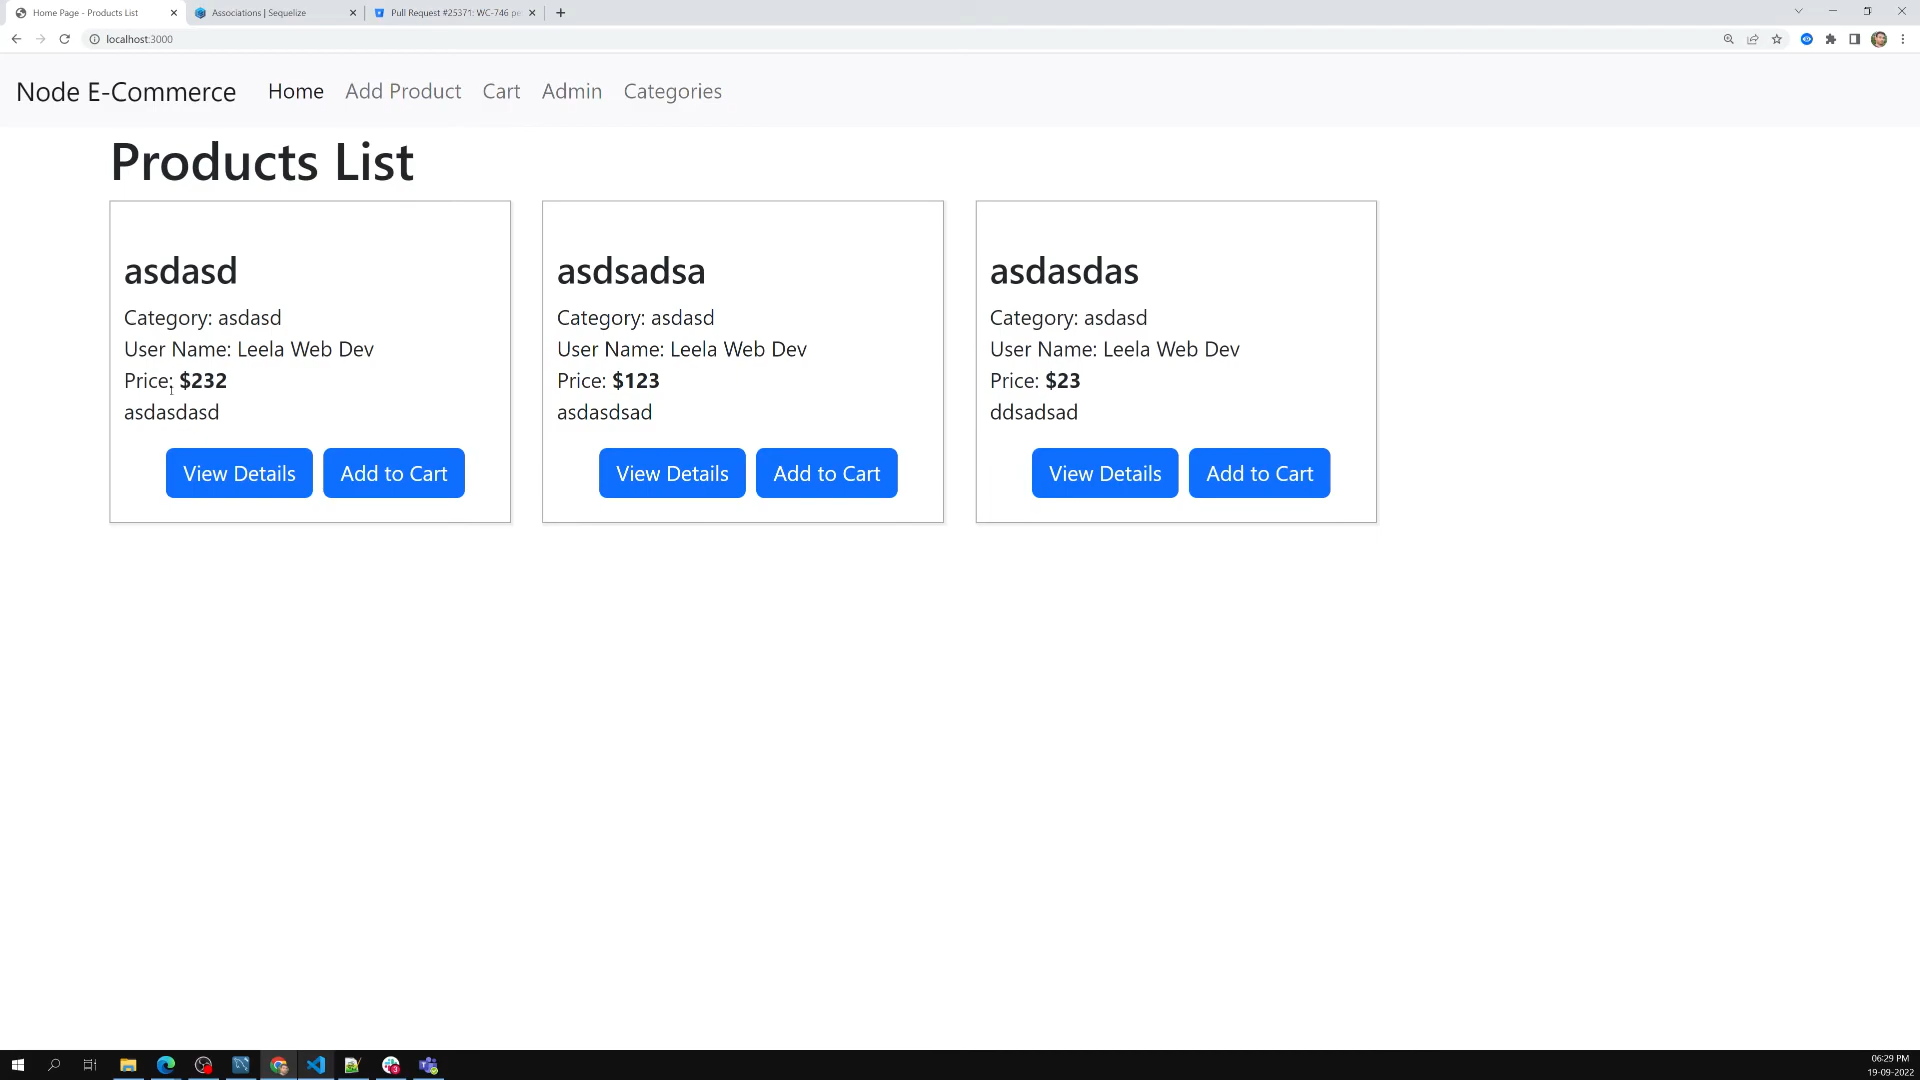 Home Page - Products List
Associations | Sequelize
Pull Request #25371: WC-746 pe
localhost:3000
Node E-Commerce Home Add Product Cart Admin Categories
Products List
asdasd
Category: asdasd
User Name: Leela Web Dev
Price: $232
asdasdasd
View Details Add to Cart
asdsadsa
Category: asdasd
User Name: Leela Web Dev
Price: $123
asdasdsad
View Details Add to Cart
asdasdas
Category: asdasd
User Name: Leela Web Dev
Price: $23
ddsadsad
View Details Add to Cart
3
06:29 PM
19-09-2022